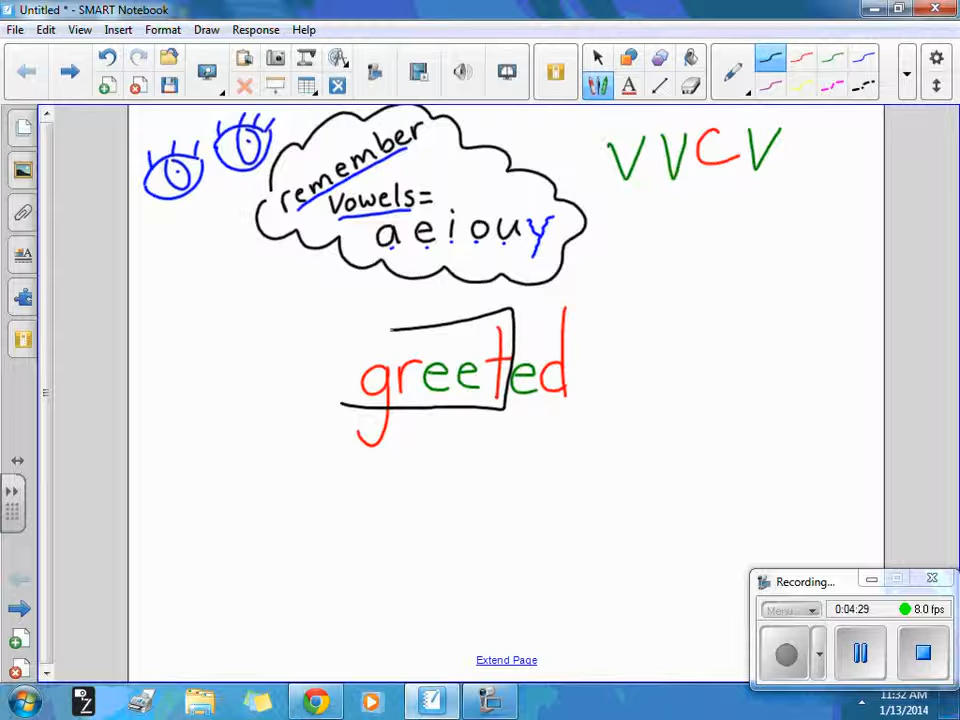 Untitled * - SMART Notebook
File Edit View Insert Format Draw Response Help
remember
Vowels=
a e i o u y
V V C V
greeted
Extend Page
Recording...
Menu...
0:04:29
8.0 fps
11:32 AM
1/13/2014